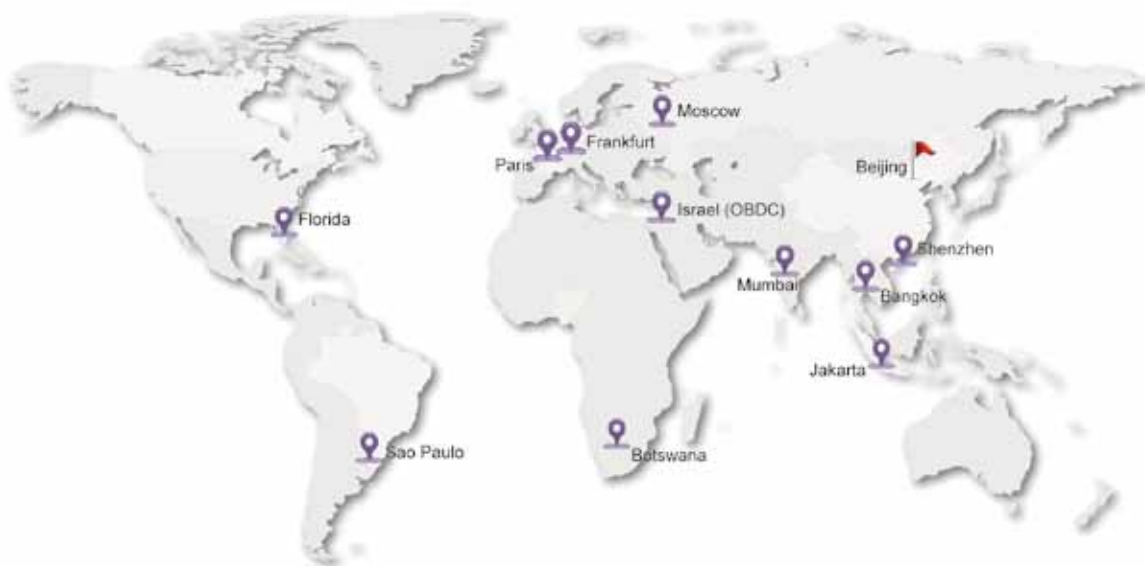 Moscow
Frankfurt
Paris
Beijing
Florida
Israel (OBDC)
Shenzhen
Mumbai
Bangkok
Jakarta
Sao Paulo
Botswana